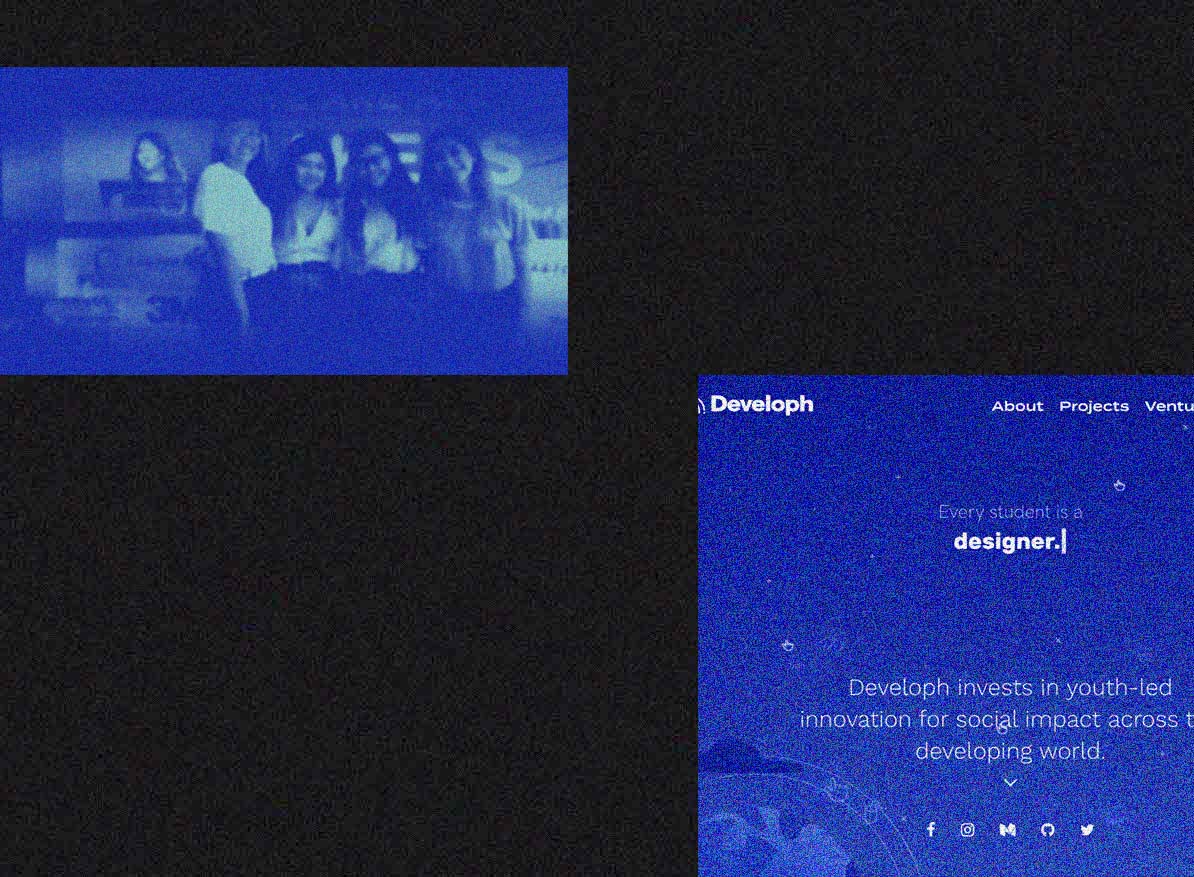 S
Developh
About Projects Ventu
Every student is a
designer.
Developh invests in youth-led
innovation for social impact across t
developing world.